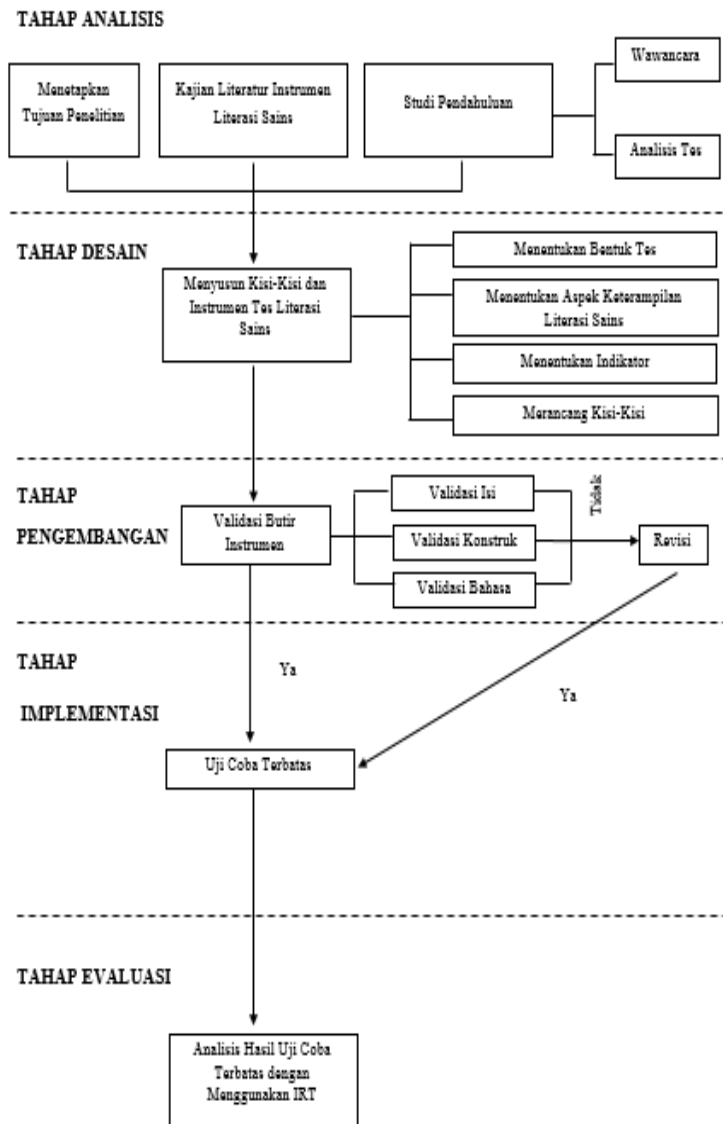 TAHAP ANALISIS
Wawancara
Menetapkan
Tujuan Penelitian
Kajian Literatur Instrumen
Literasi Sains
Studi Pendahuluan
Analisis Tes
TAHAP DESAIN
Menyusun Kisi-Kisi dan
Instrumen Tes Literasi
Sains
Menentukan Bentuk Tes
Menentukan Aspek Keterampilan
Literasi Sains
Menentukan Indikator
Merancang Kisi-Kisi
TAHAP
PENGEMBANGAN
Validasi Butir
Instrumen
Validasi Isi
Validasi Konstruk
Validasi Bahasa
Tidak
Revisi
TAHAP
IMPLEMENTASI
Ya
Ya
Uji Coba Terbatas
TAHAP EVALUASI
Analisis Hasil Uji Coba
Terbatas dengan
Menggunakan IRT